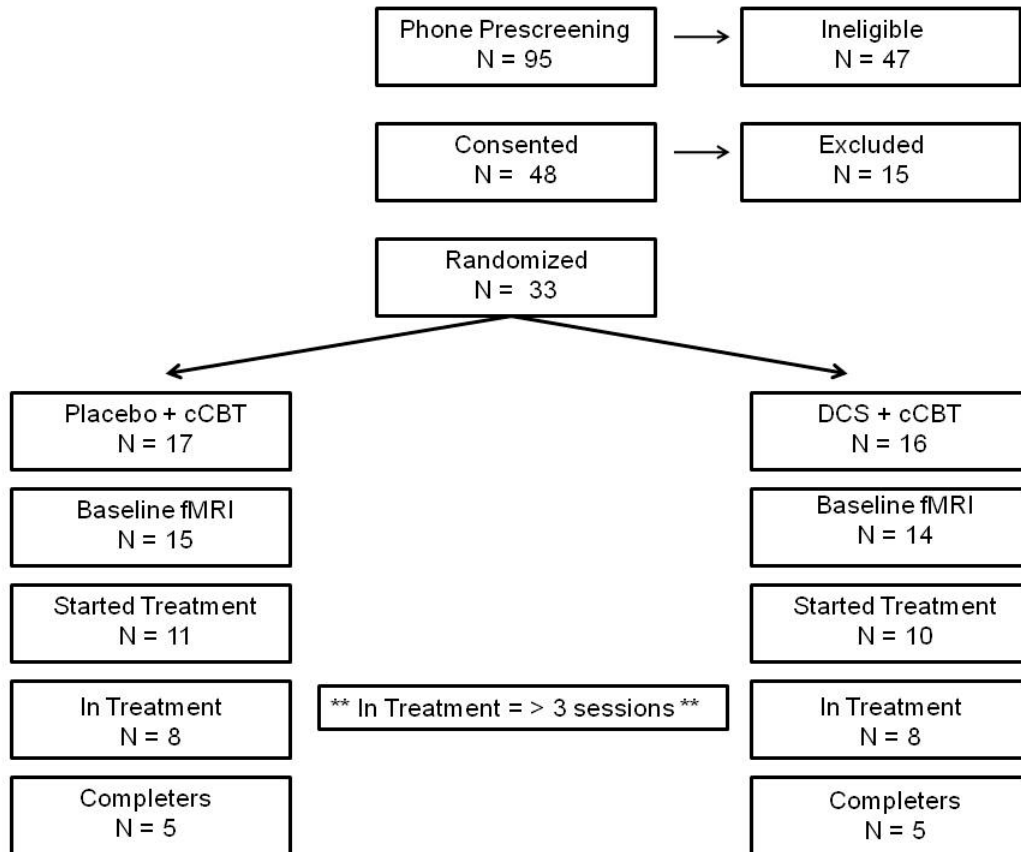 Phone Prescreening
N = 95
Ineligible
N = 47
Consented
N = 48
Excluded
N = 15
Randomized
N = 33
Placebo + cCBT
N = 17
DCS + cCBT
N = 16
Baseline fMRI
N = 15
Baseline fMRI
N = 14
Started Treatment
N = 11
Started Treatment
N = 10
In Treatment
N = 8
** In Treatment = > 3 sessions **
In Treatment
N = 8
Completers
N = 5
Completers
N = 5